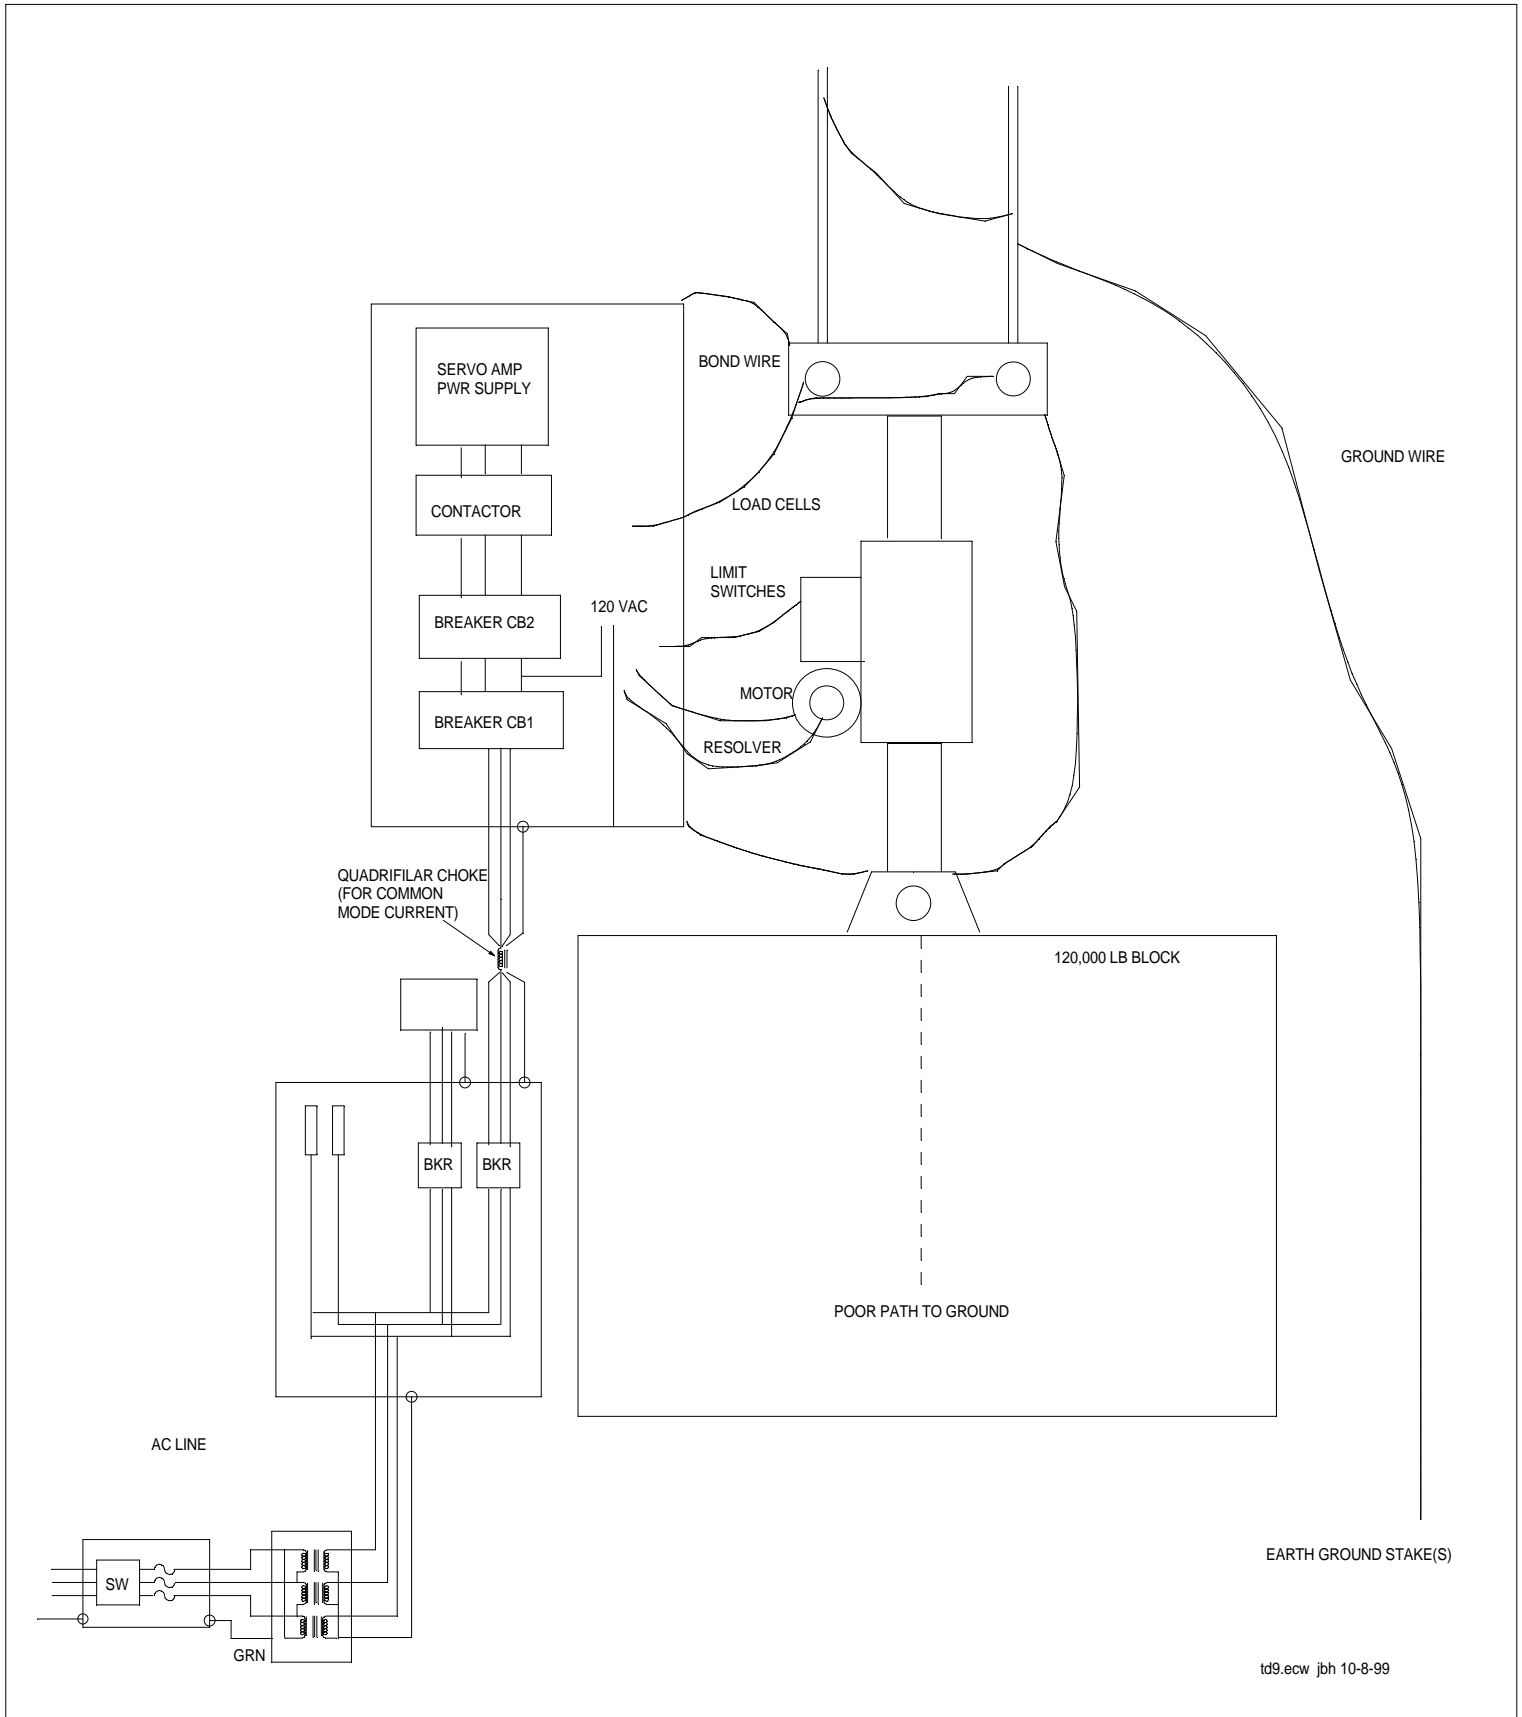 SERVO AMP
PWR SUPPLY
BOND WIRE
GROUND WIRE
CONTACTOR
LOAD CELLS
LIMIT
SWITCHES
120 VAC
BREAKER CB2
MOTOR
BREAKER CB1
RESOLVER
QUADRIFILAR CHOKE
(FOR COMMON
MODE CURRENT)
120,000 LB BLOCK
BKR
BKR
POOR PATH TO GROUND
AC LINE
EARTH GROUND STAKE(S)
SW
GRN
td9.ecw jbh 10-8-99